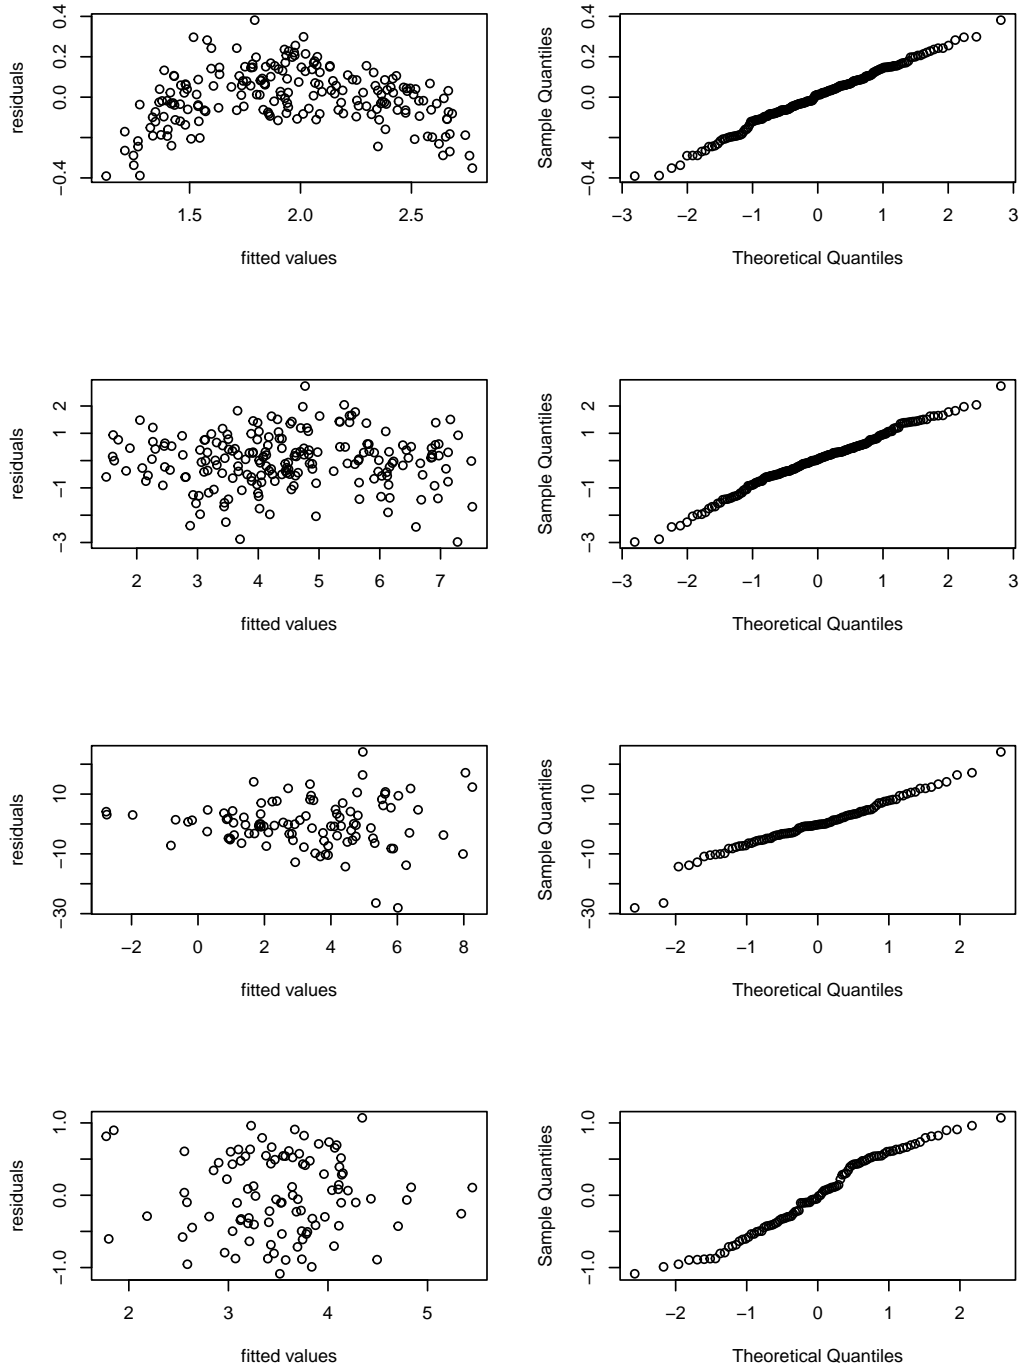 residuals
0.4
0.2
0.0
−0.4
1.5 2.0 2.5
fitted values
Sample Quantiles
0.4
0.2
0.0
−0.4
−3 −2 −1 0 1 2 3
Theoretical Quantiles
residuals
2
1
−1
−3
2 3 4 5 6 7
fitted values
Sample Quantiles
2
1
−1
−3
−3 −2 −1 0 1 2 3
Theoretical Quantiles
residuals
10
−10
−30
−2 0 2 4 6 8
fitted values
Sample Quantiles
10
−10
−30
−2 −1 0 1 2
Theoretical Quantiles
residuals
1.0
0.0
−1.0
2 3 4 5
fitted values
Sample Quantiles
1.0
0.0
−1.0
−2 −1 0 1 2
Theoretical Quantiles